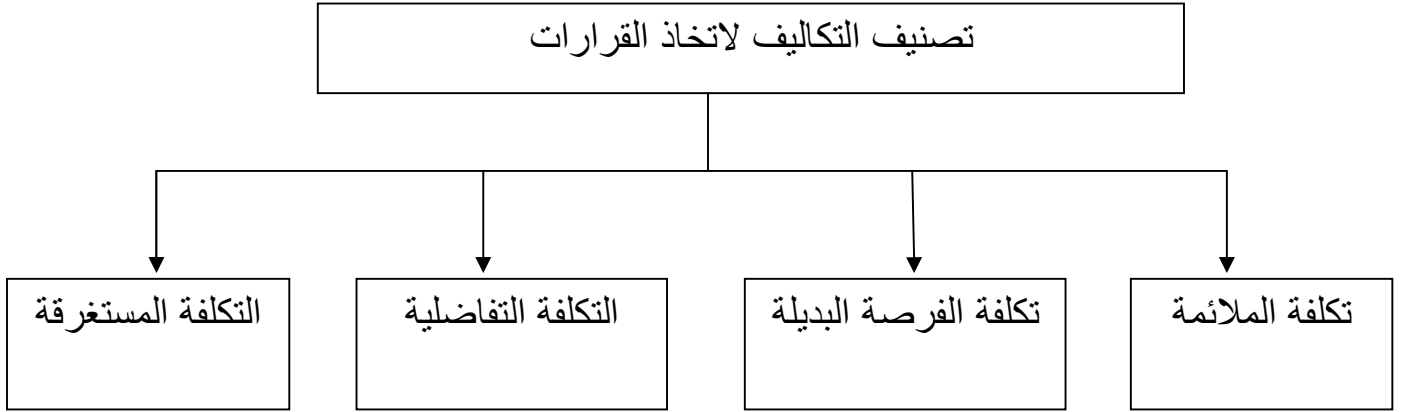 تصنيف التكاليف لاتخاذ القرارات
تكلفة الملائمة
تكلفة الفرصة البديلة
التكلفة التفاضلية
التكلفة المستغرقة